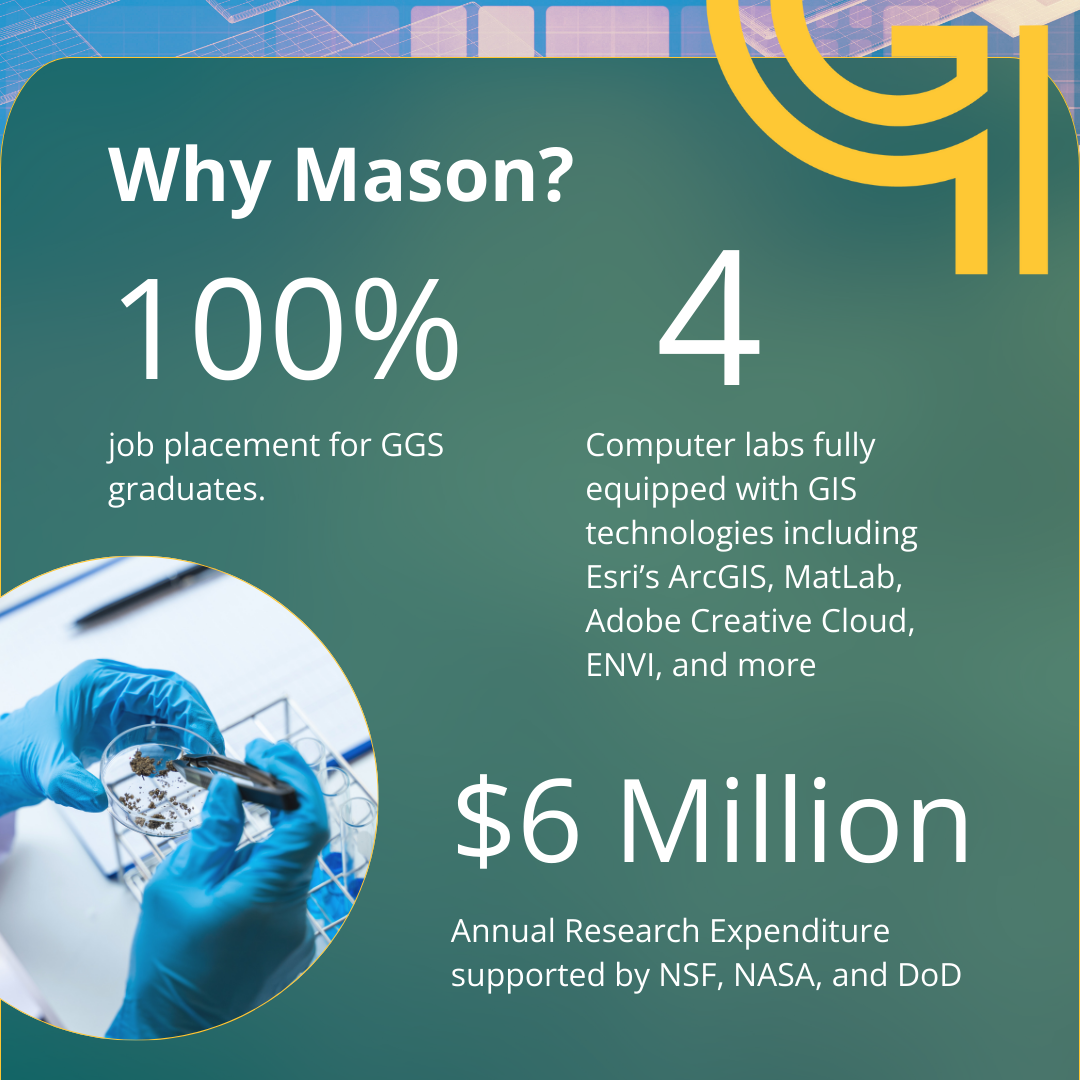 Why Mason?
100%
job placement for GGS
graduates.
4
Computer labs fully
equipped with GIS
technologies including
Esri’s ArcGIS, MatLab,
Adobe Creative Cloud,
ENVI, and more
$6 Million
Annual Research Expenditure
supported by NSF, NASA, and DoD